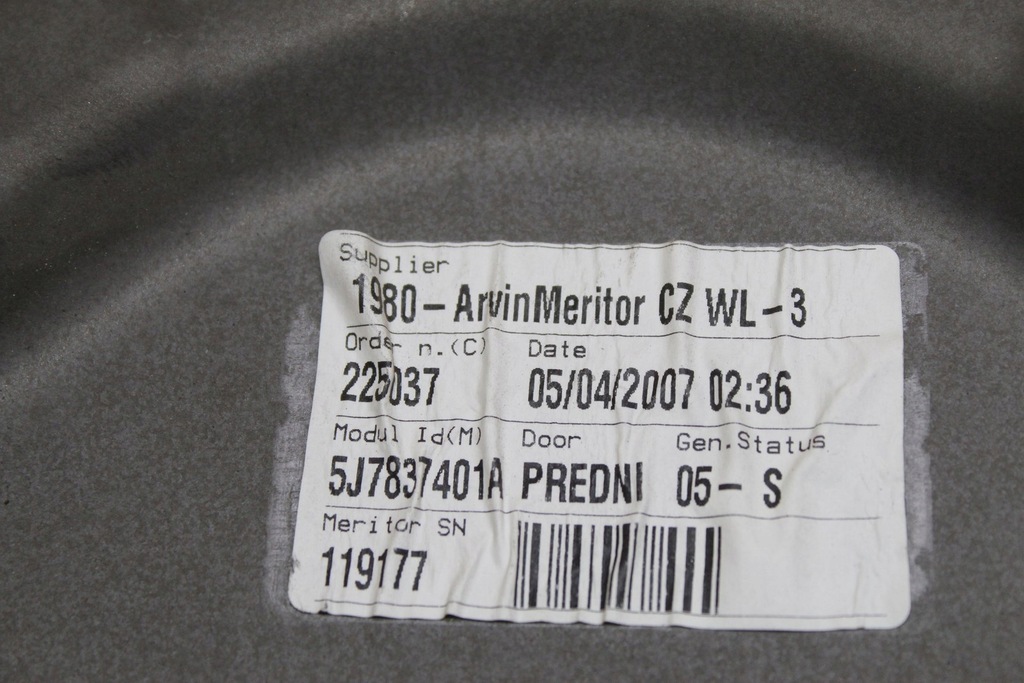 Supplier
1980-ArvinMeritor CZ WL-3
Order n.(C) Date
225037 05/04/2007 02:36
Modul Id(M) Door Gen.Status
5J7837401A PREDNI 05- S
Meritor SN
119177